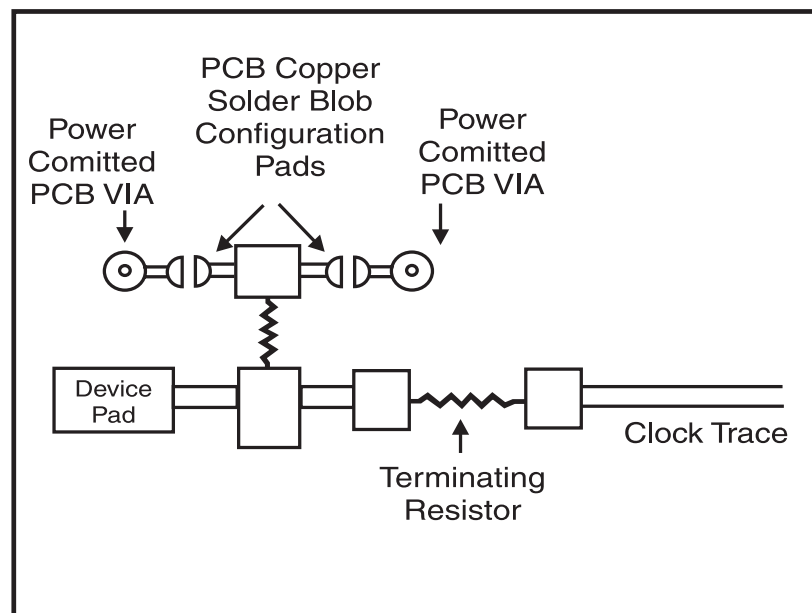 PCB Copper
Solder Blob
Configuration
Pads
Power
Comitted
PCB VIA
Power
Comitted
PCB VIA
Device
Pad
Clock Trace
Terminating
Resistor